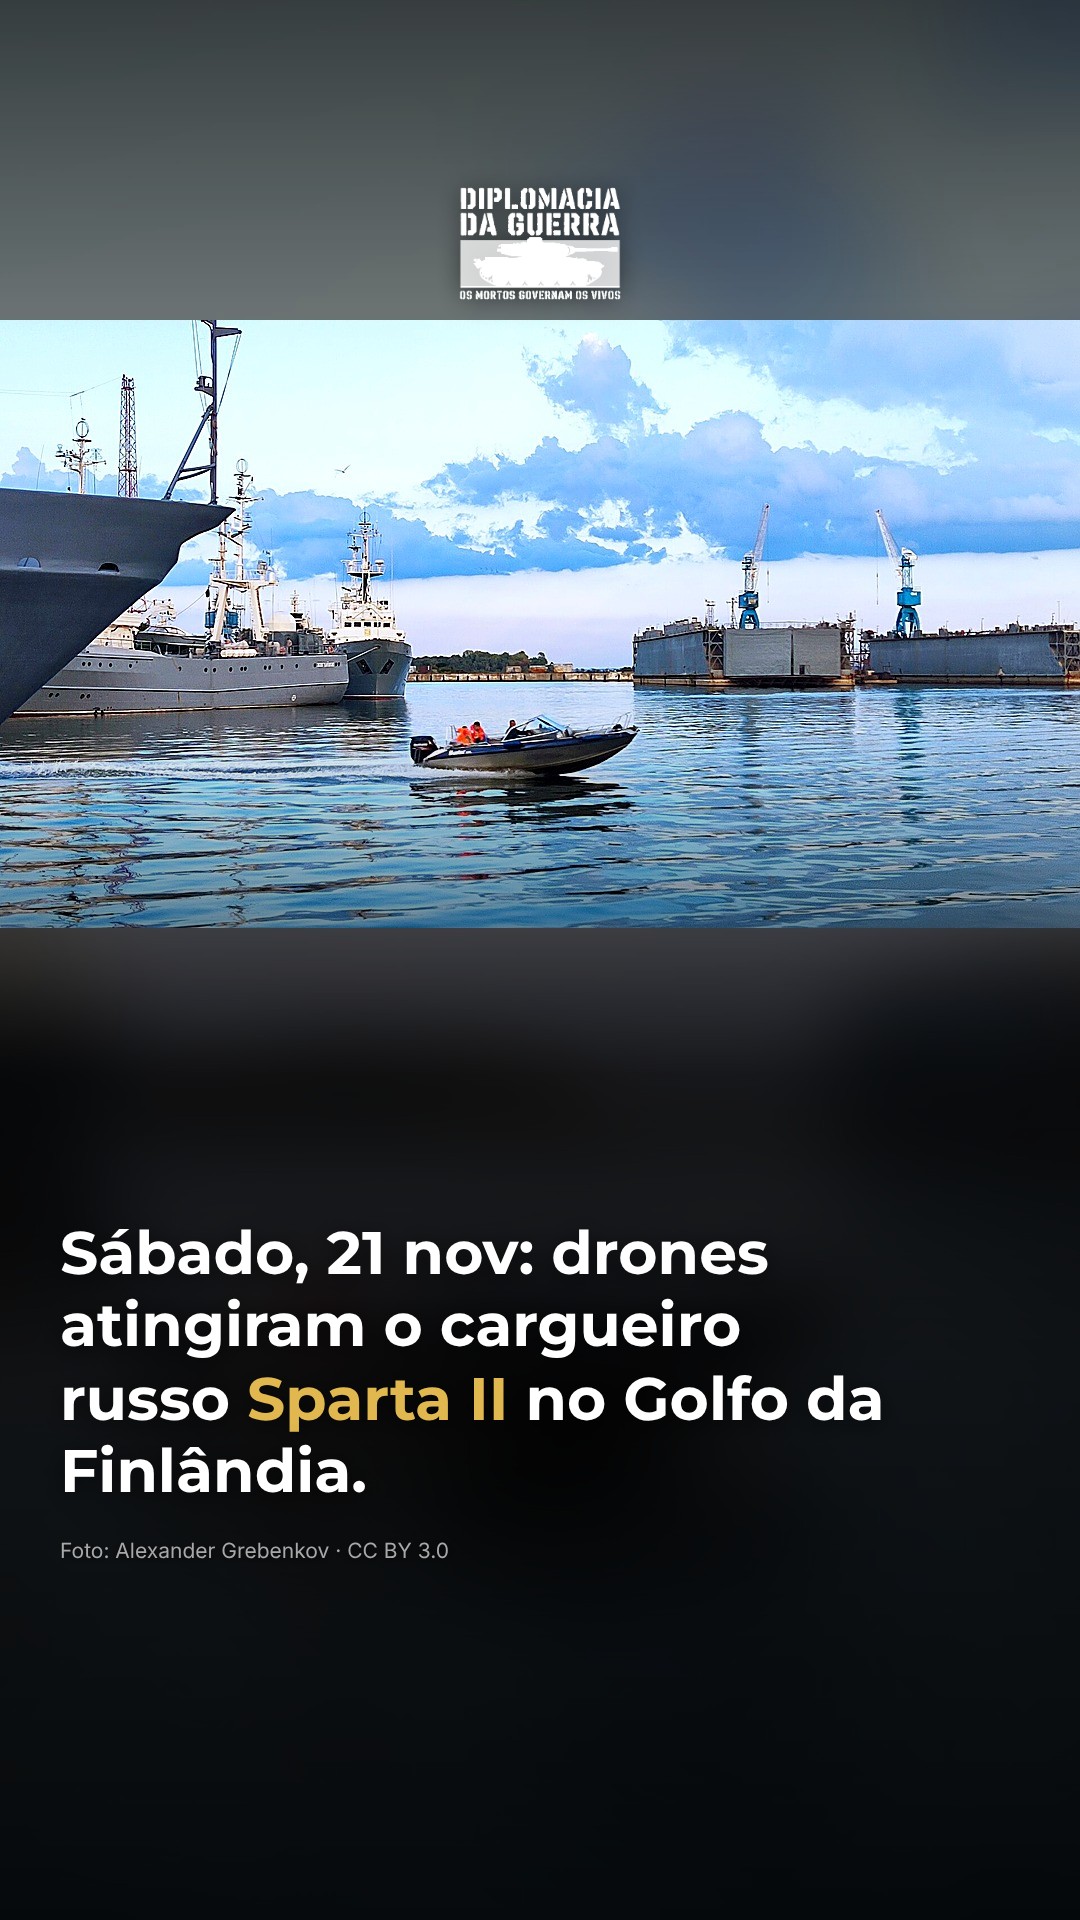 DIPLOMACIA
DA GUERRA
OS MORTOS GOVERNAM OS VIVOS
Sábado, 21 nov: drones
atingiram o cargueiro
russo Sparta II no Golfo da
Finlândia.
Foto: Alexander Grebenkov · CC BY 3.0